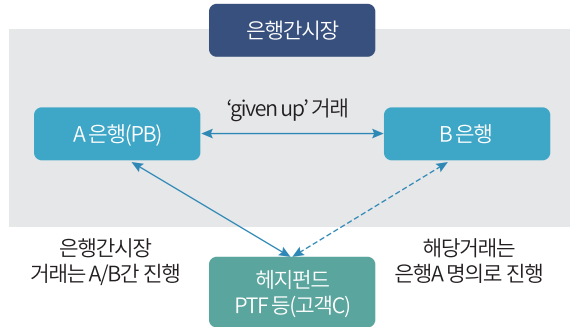 은행간시장
'given up' 거래
A 은행(PB)
B 은행
은행간시장
거래는 A/B간 진행
해당거래는
은행A 명의로 진행
헤지펀드
PTF 등(고객C)